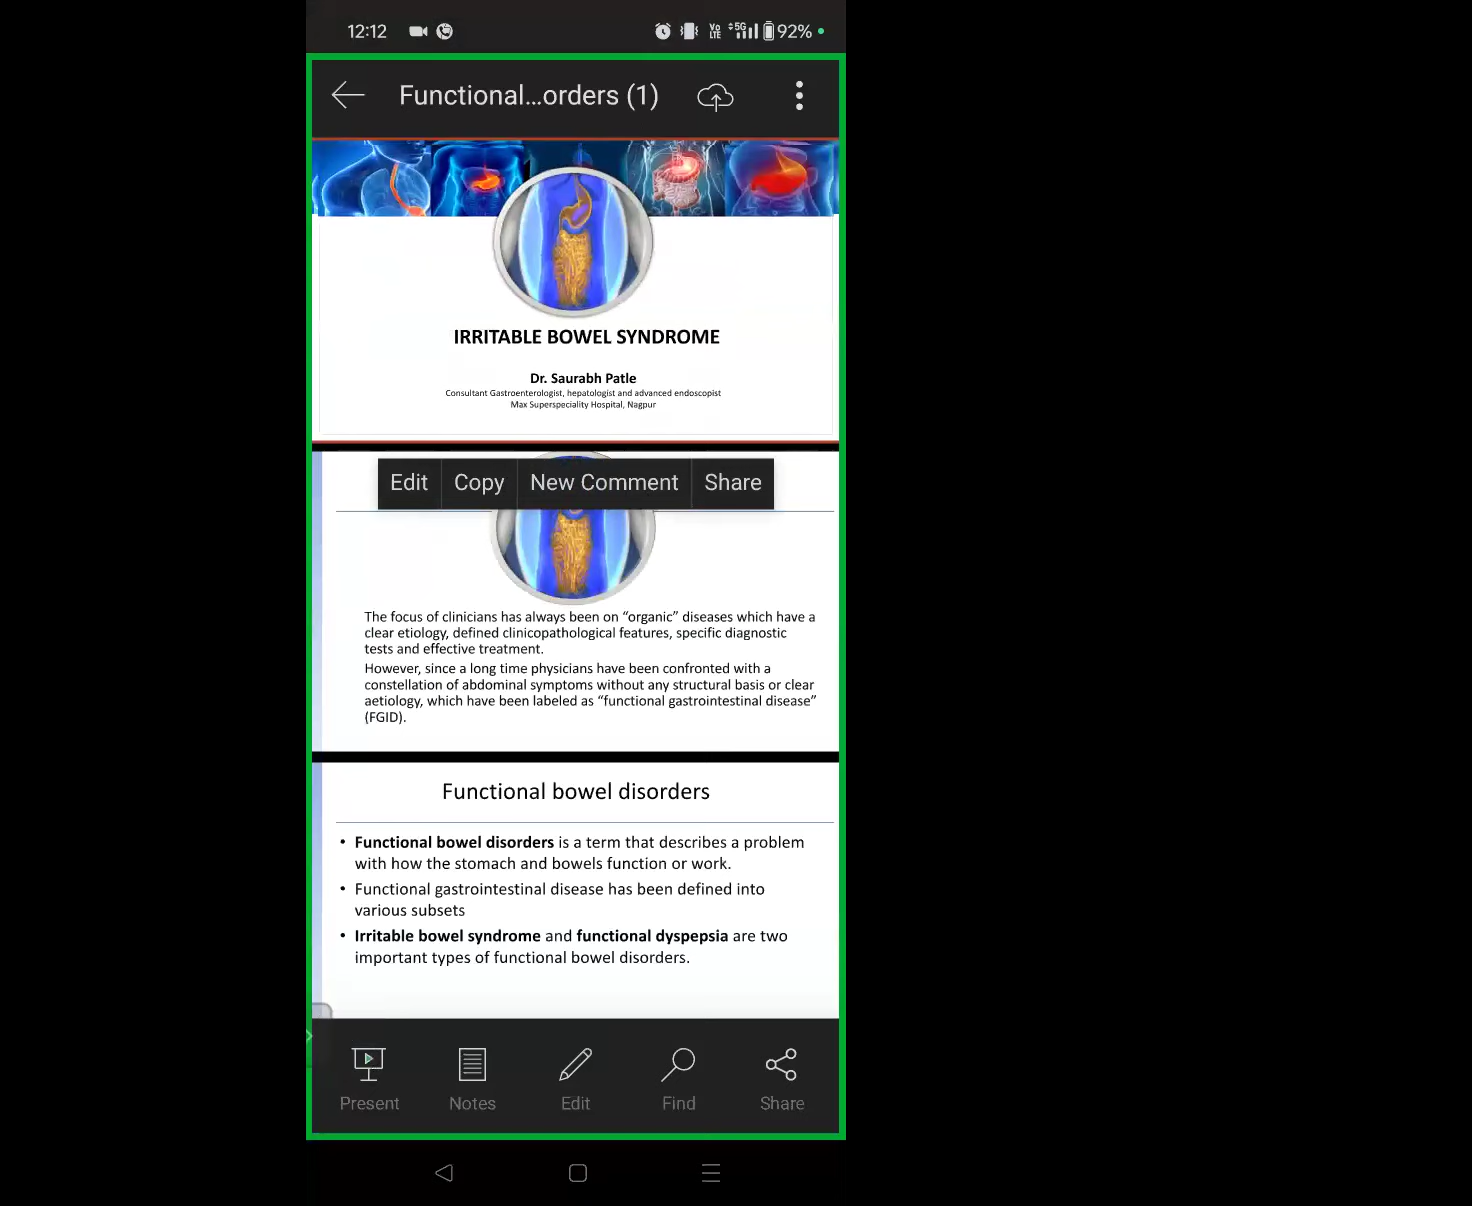 12:12
Vo LTE 5G 92%
Functional...orders (1)
IRRITABLE BOWEL SYNDROME
Dr. Saurabh Patle
Consultant Gastroenterologist, hepatologist and advanced endoscopist
Max Superspeciality Hospital, Nagpur
Edit Copy New Comment Share
The focus of clinicians has always been on “organic” diseases which have a
clear etiology, defined clinicopathological features, specific diagnostic
tests and effective treatment.
However, since a long time physicians have been confronted with a
constellation of abdominal symptoms without any structural basis or clear
aetiology, which have been labeled as “functional gastrointestinal disease”
(FGID).
Functional bowel disorders
• Functional bowel disorders is a term that describes a problem
with how the stomach and bowels function or work.
• Functional gastrointestinal disease has been defined into
various subsets
• Irritable bowel syndrome and functional dyspepsia are two
important types of functional bowel disorders.
Present Notes Edit Find Share